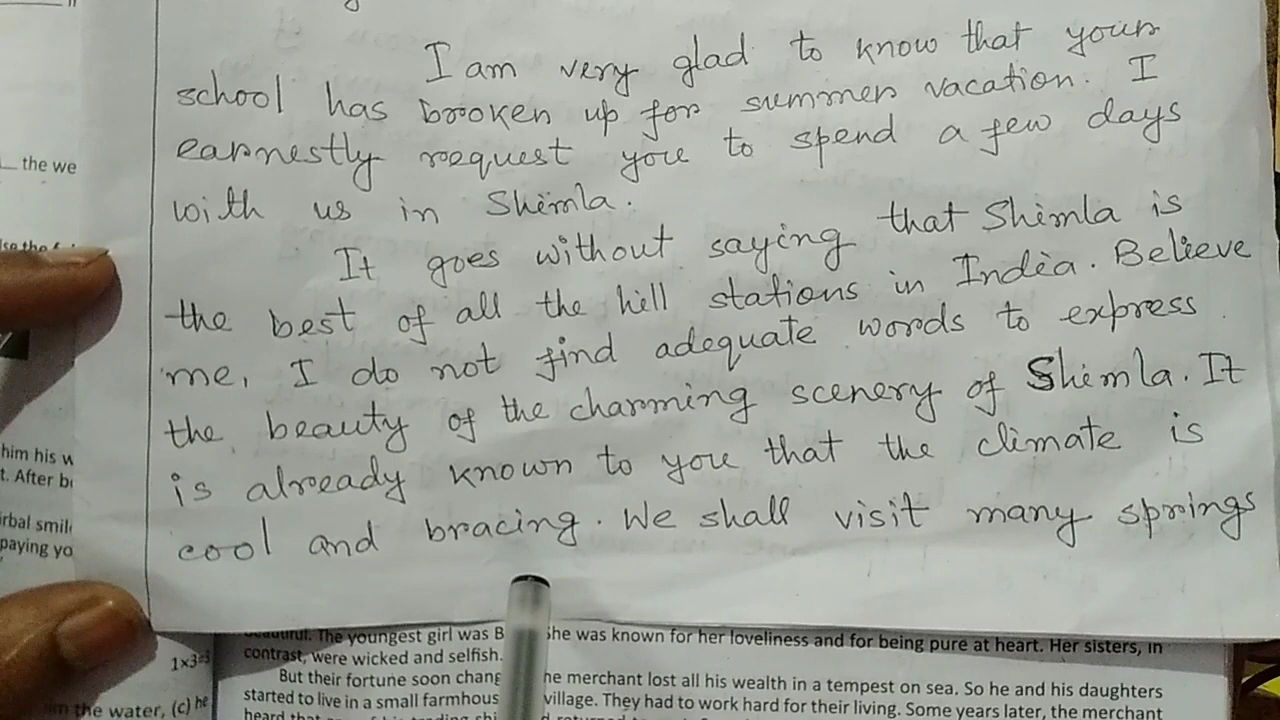 I am very glad to know that your
school has broken up for summer vacation. I
earnestly request you to spend a few days
with us in Shimla.
It goes without saying that Shimla is
the best of all the hill stations in India. Believe
me, I do not find adequate words to express
the beauty of the charming scenery of Shimla. It
is already known to you that the climate is
cool and bracing. We shall visit many springs
the we
him his w
t. After b
irbal smil
paying yo
1×3=3
the water, (c) he
The youngest girl was B
she was known for her loveliness and for being pure at heart. Her sisters, in
contrast, were wicked and selfish.
But their fortune soon chang
he merchant lost all his wealth in a tempest on sea. So he and his daughters
started to live in a small farmhous
village. They had to work hard for their living. Some years later, the merchant